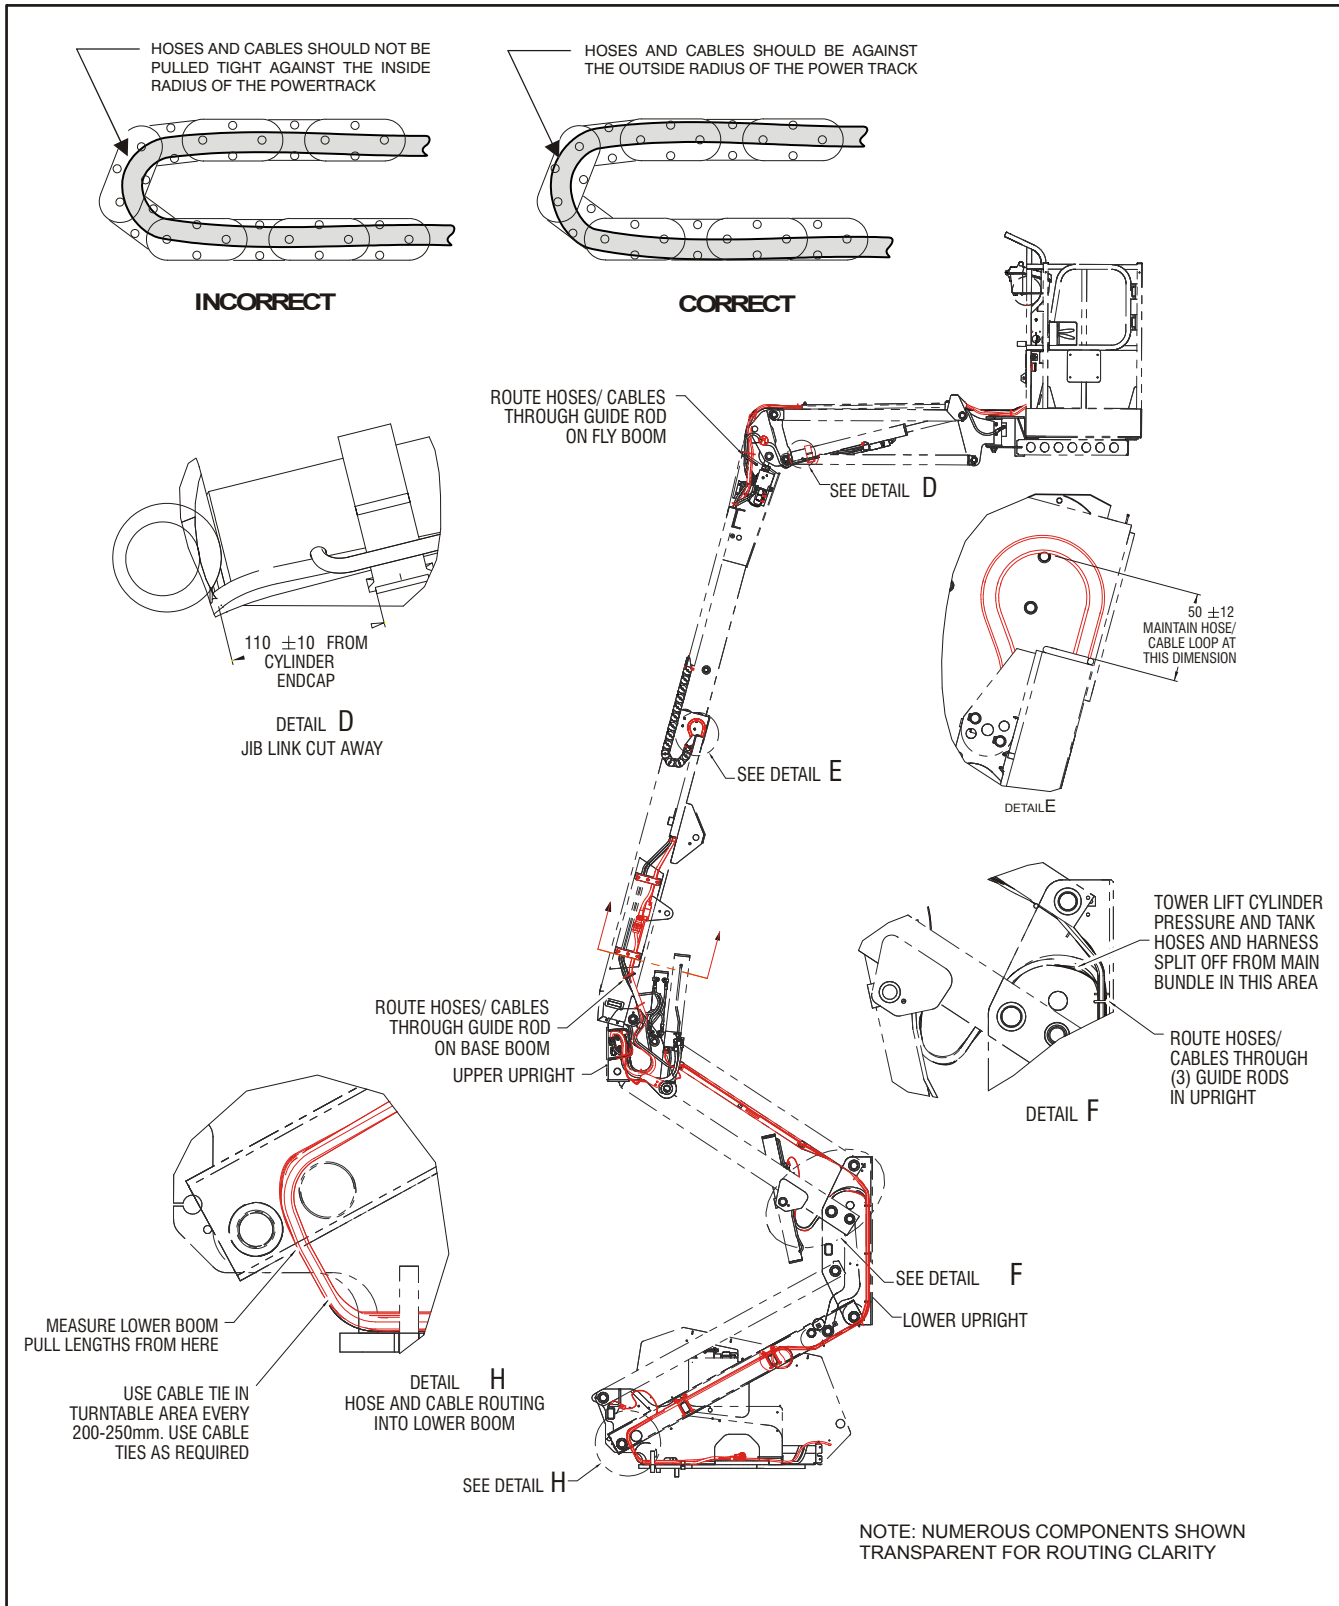 HOSES AND CABLES SHOULD NOT BE
PULLED TIGHT AGAINST THE INSIDE
RADIUS OF THE POWERTRACK
HOSES AND CABLES SHOULD BE AGAINST
THE OUTSIDE RADIUS OF THE POWER TRACK
INCORRECT
CORRECT
ROUTE HOSES/ CABLES
THROUGH GUIDE ROD
ON FLY BOOM
SEE DETAIL D
110 ±10 FROM
CYLINDER
ENDCAP
DETAIL D
JIB LINK CUT AWAY
50 ±12
MAINTAIN HOSE/
CABLE LOOP AT
THIS DIMENSION
SEE DETAIL E
DETAIL E
TOWER LIFT CYLINDER
PRESSURE AND TANK
HOSES AND HARNESS
SPLIT OFF FROM MAIN
BUNDLE IN THIS AREA
ROUTE HOSES/ CABLES
THROUGH GUIDE ROD
ON BASE BOOM
UPPER UPRIGHT
ROUTE HOSES/
CABLES THROUGH
(3) GUIDE RODS
IN UPRIGHT
DETAIL F
SEE DETAIL F
LOWER UPRIGHT
MEASURE LOWER BOOM
PULL LENGTHS FROM HERE
USE CABLE TIE IN
TURNTABLE AREA EVERY
200-250mm. USE CABLE
TIES AS REQUIRED
DETAIL H
HOSE AND CABLE ROUTING
INTO LOWER BOOM
SEE DETAIL H
NOTE: NUMEROUS COMPONENTS SHOWN
TRANSPARENT FOR ROUTING CLARITY